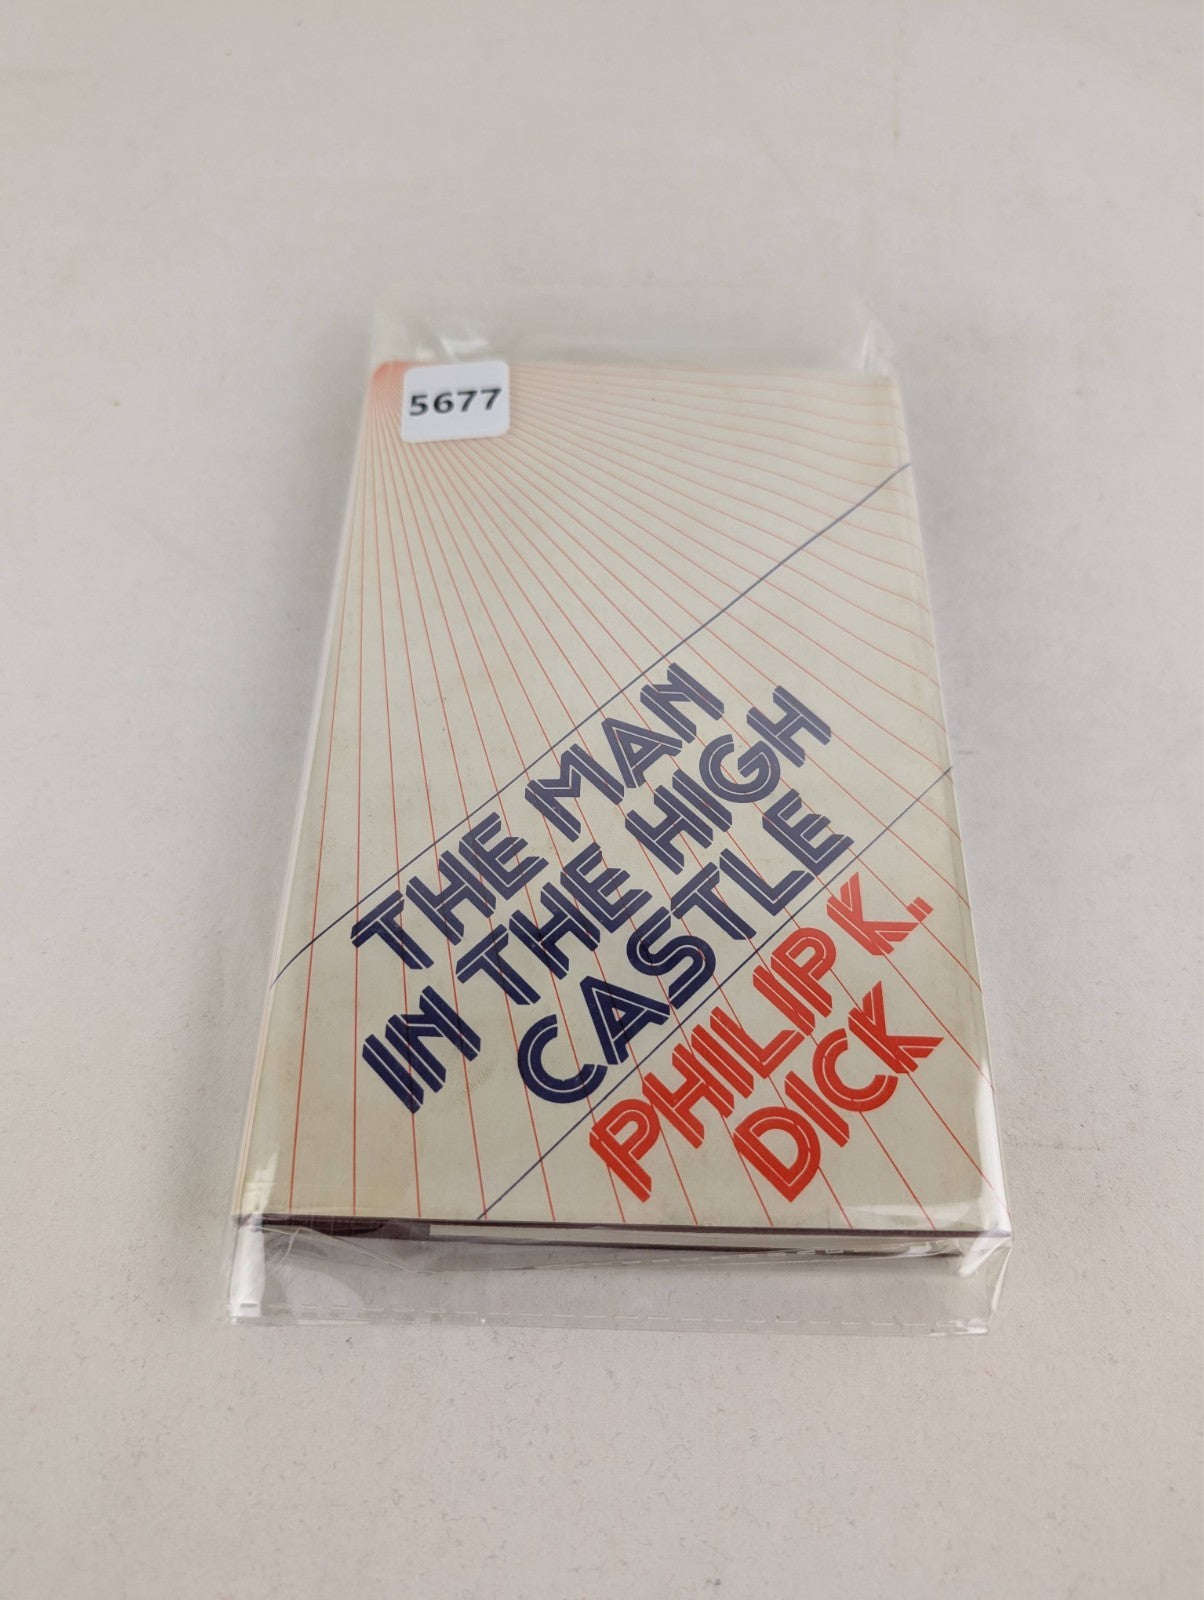 5677
THE MAN
IN THE HIGH
CASTLE
PHILIP K.
DICK